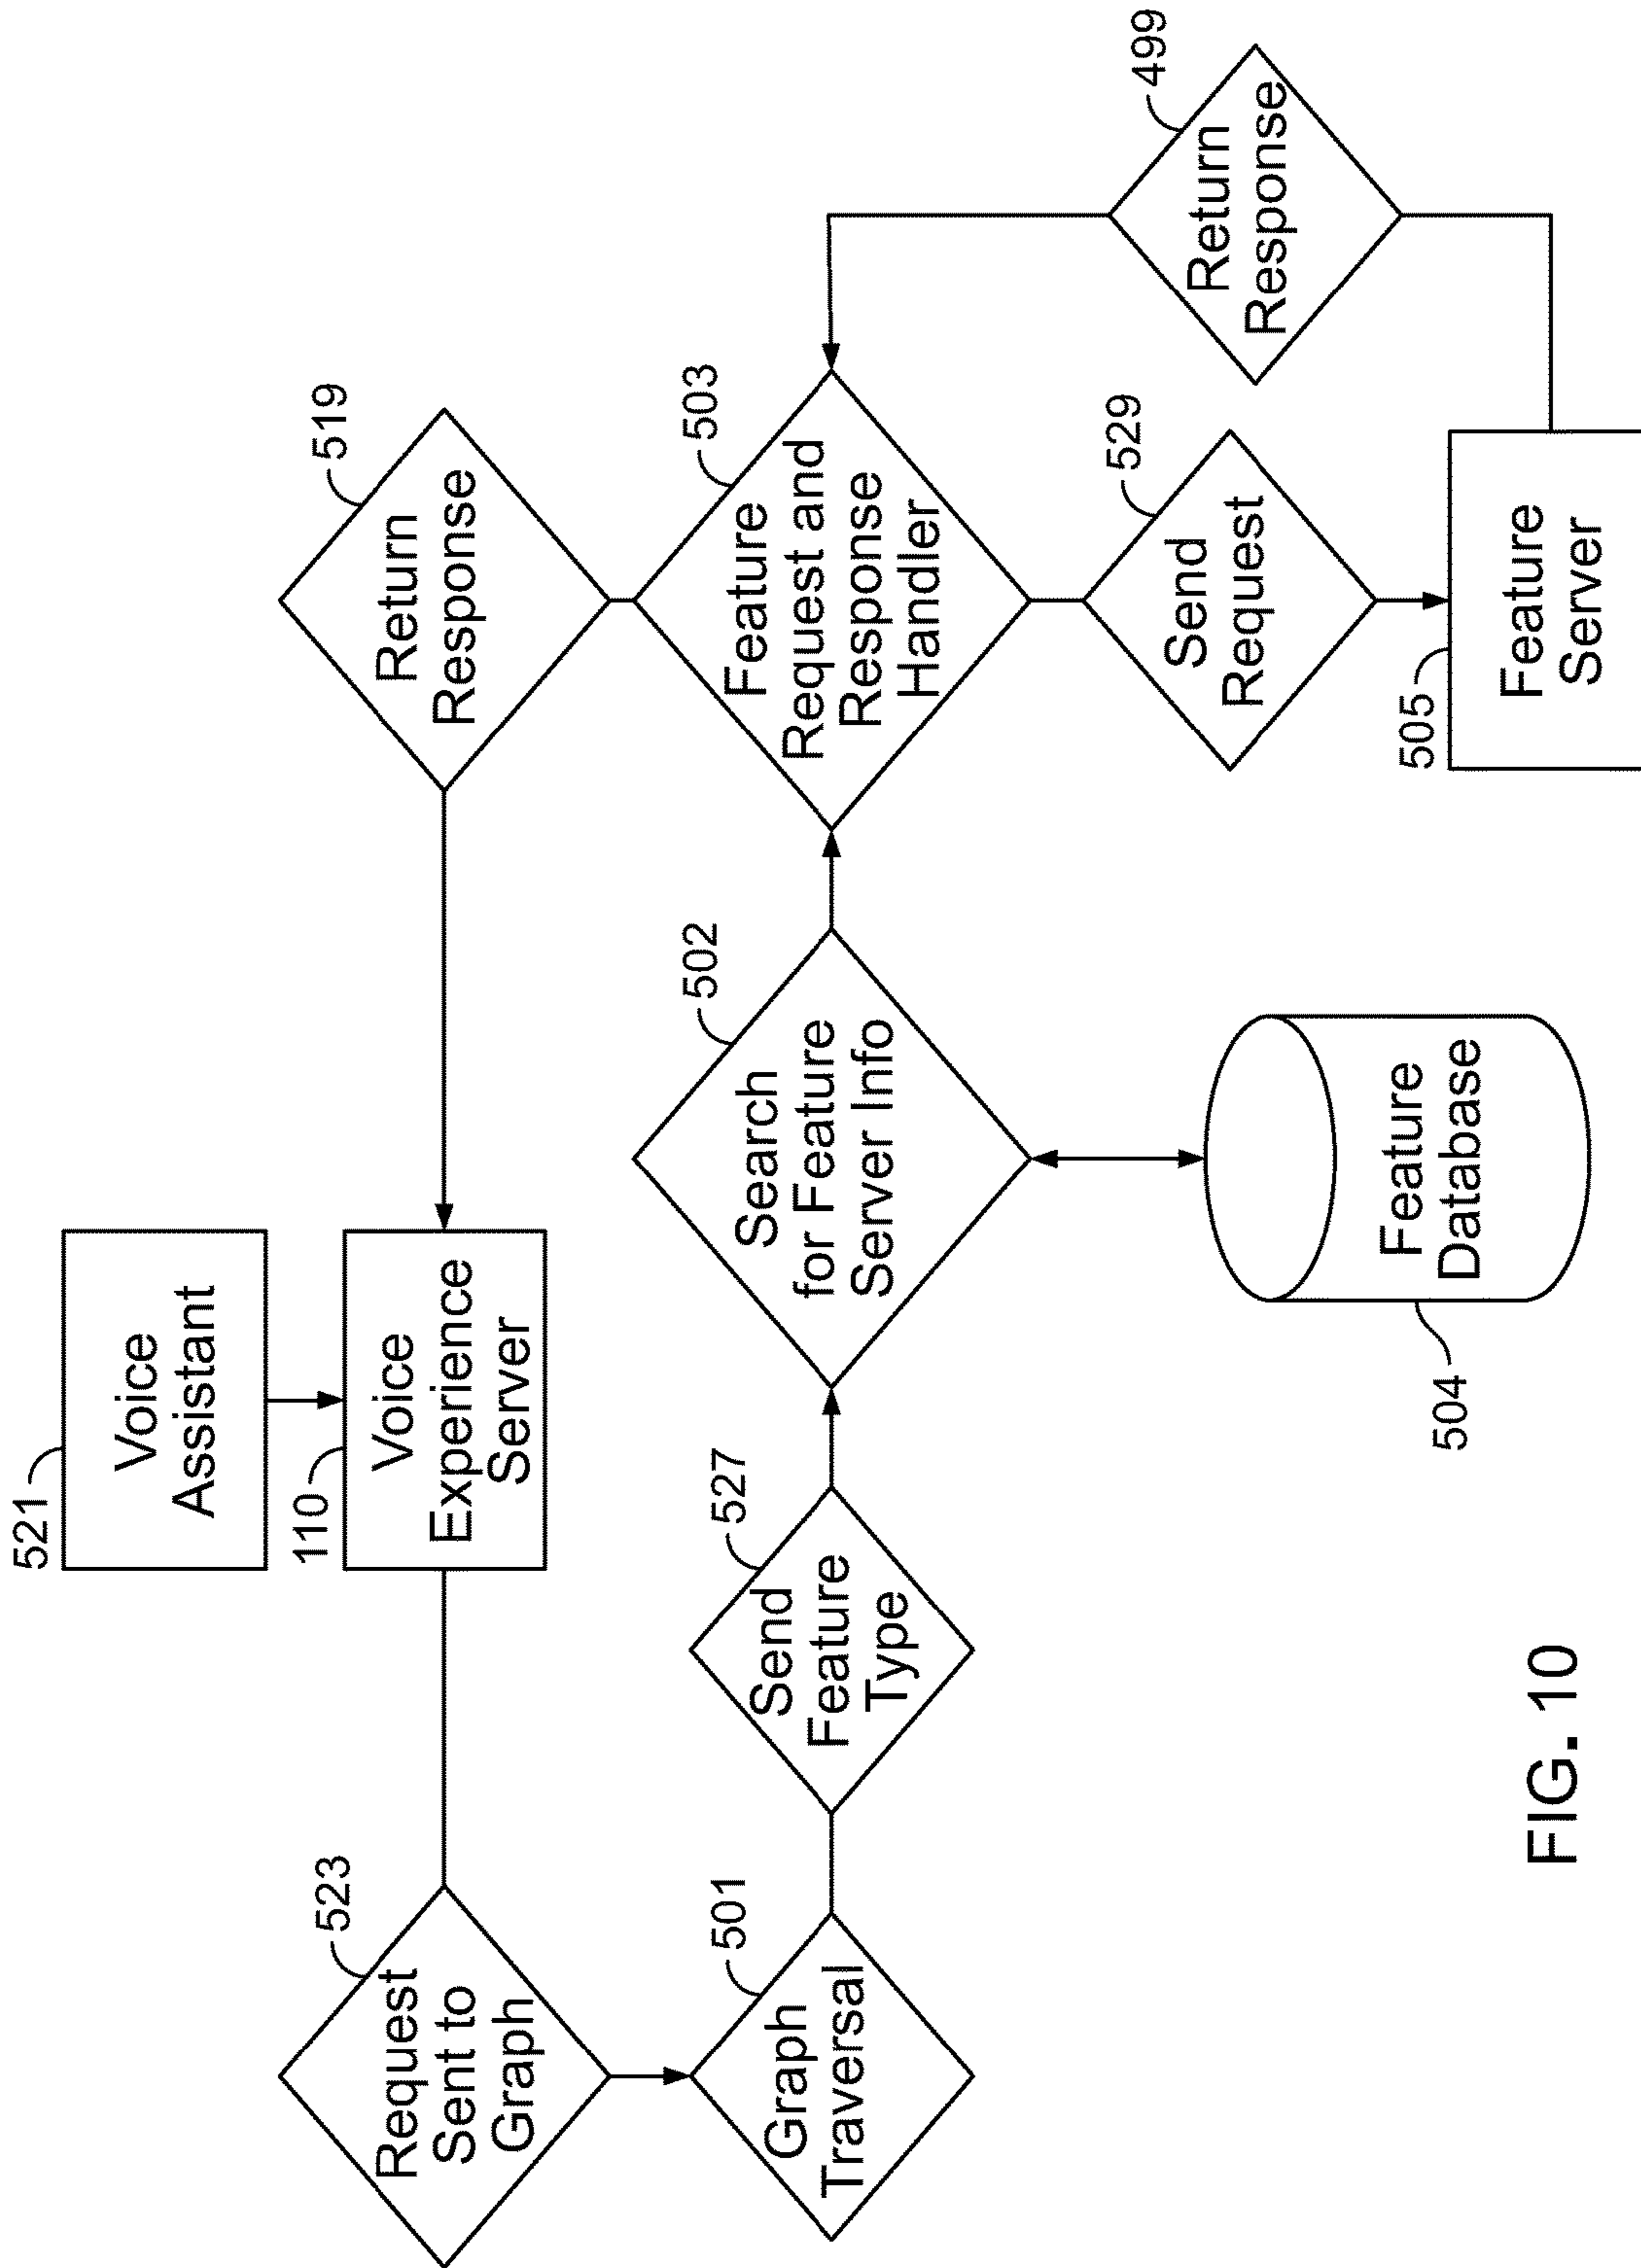 521
Voice
Assistant
110
Voice
Experience
Server
523
Request
Sent to
Graph
519
Return
Response
501
Graph
Traversal
527
Send
Feature
Type
502
Search
for Feature
Server Info
503
Feature
Request and
Response
Handler
499
Return
Response
529
Send
Request
504
Feature
Database
505
Feature
Server
FIG. 10